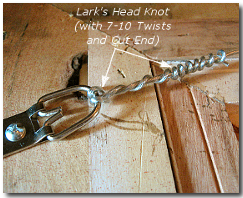 Lark's Head Knot
(with 7-10 Twists
and Cut End)